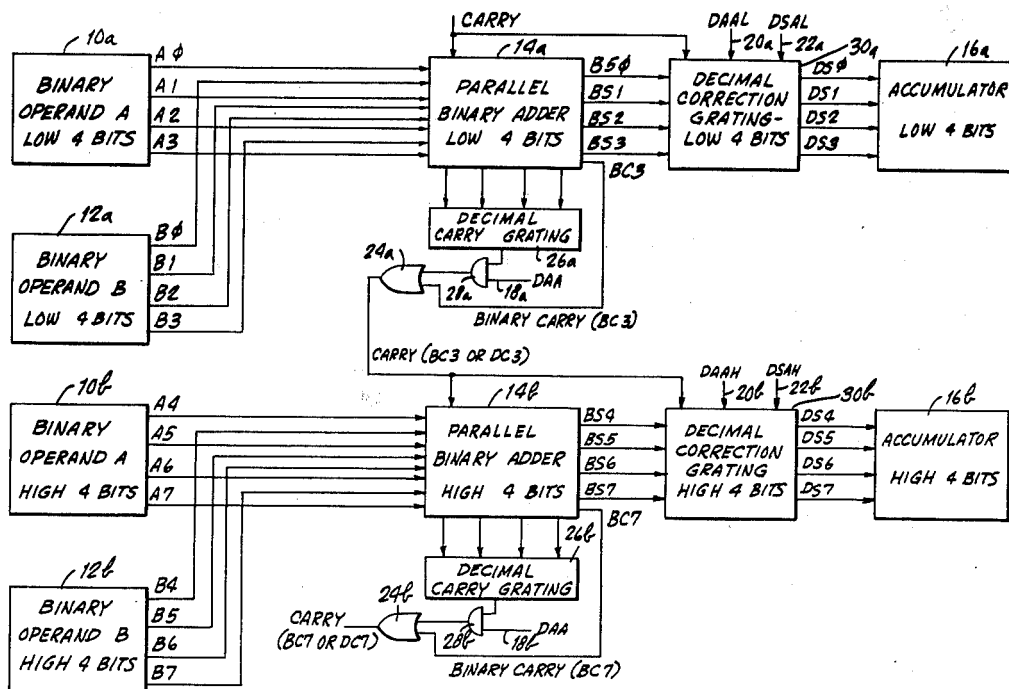 CARRY
DAAL
DSAL
10a
14a
20a
22a
30a
16a
BINARY
OPERAND A
LOW 4 BITS
AØ
A1
A2
A3
PARALLEL
BINARY ADDER
LOW 4 BITS
BSØ
BS1
BS2
BS3
BC3
DECIMAL
CORRECTION
GRATING-
LOW 4 BITS
DSØ
DS1
DS2
DS3
ACCUMULATOR
LOW 4 BITS
12a
BINARY
OPERAND B
LOW 4 BITS
BØ
B1
B2
B3
DECIMAL
CARRY GRATING
26a
24a
28a
18a
DAA
BINARY CARRY (BC3)
CARRY (BC3 OR DC3)
DAAH
DSAH
10b
14b
20b
22b
30b
16b
BINARY
OPERAND A
HIGH 4 BITS
A4
A5
A6
A7
PARALLEL
BINARY ADDER
HIGH 4 BITS
BS4
BS5
BS6
BS7
BC7
DECIMAL
CORRECTION
GRATING
HIGH 4 BITS
DS4
DS5
DS6
DS7
ACCUMULATOR
HIGH 4 BITS
12b
BINARY
OPERAND B
HIGH 4 BITS
B4
B5
B6
B7
DECIMAL
CARRY GRATING
26b
24b
CARRY
(BC7 OR DC7)
28b
18b
DAA
BINARY CARRY (BC7)